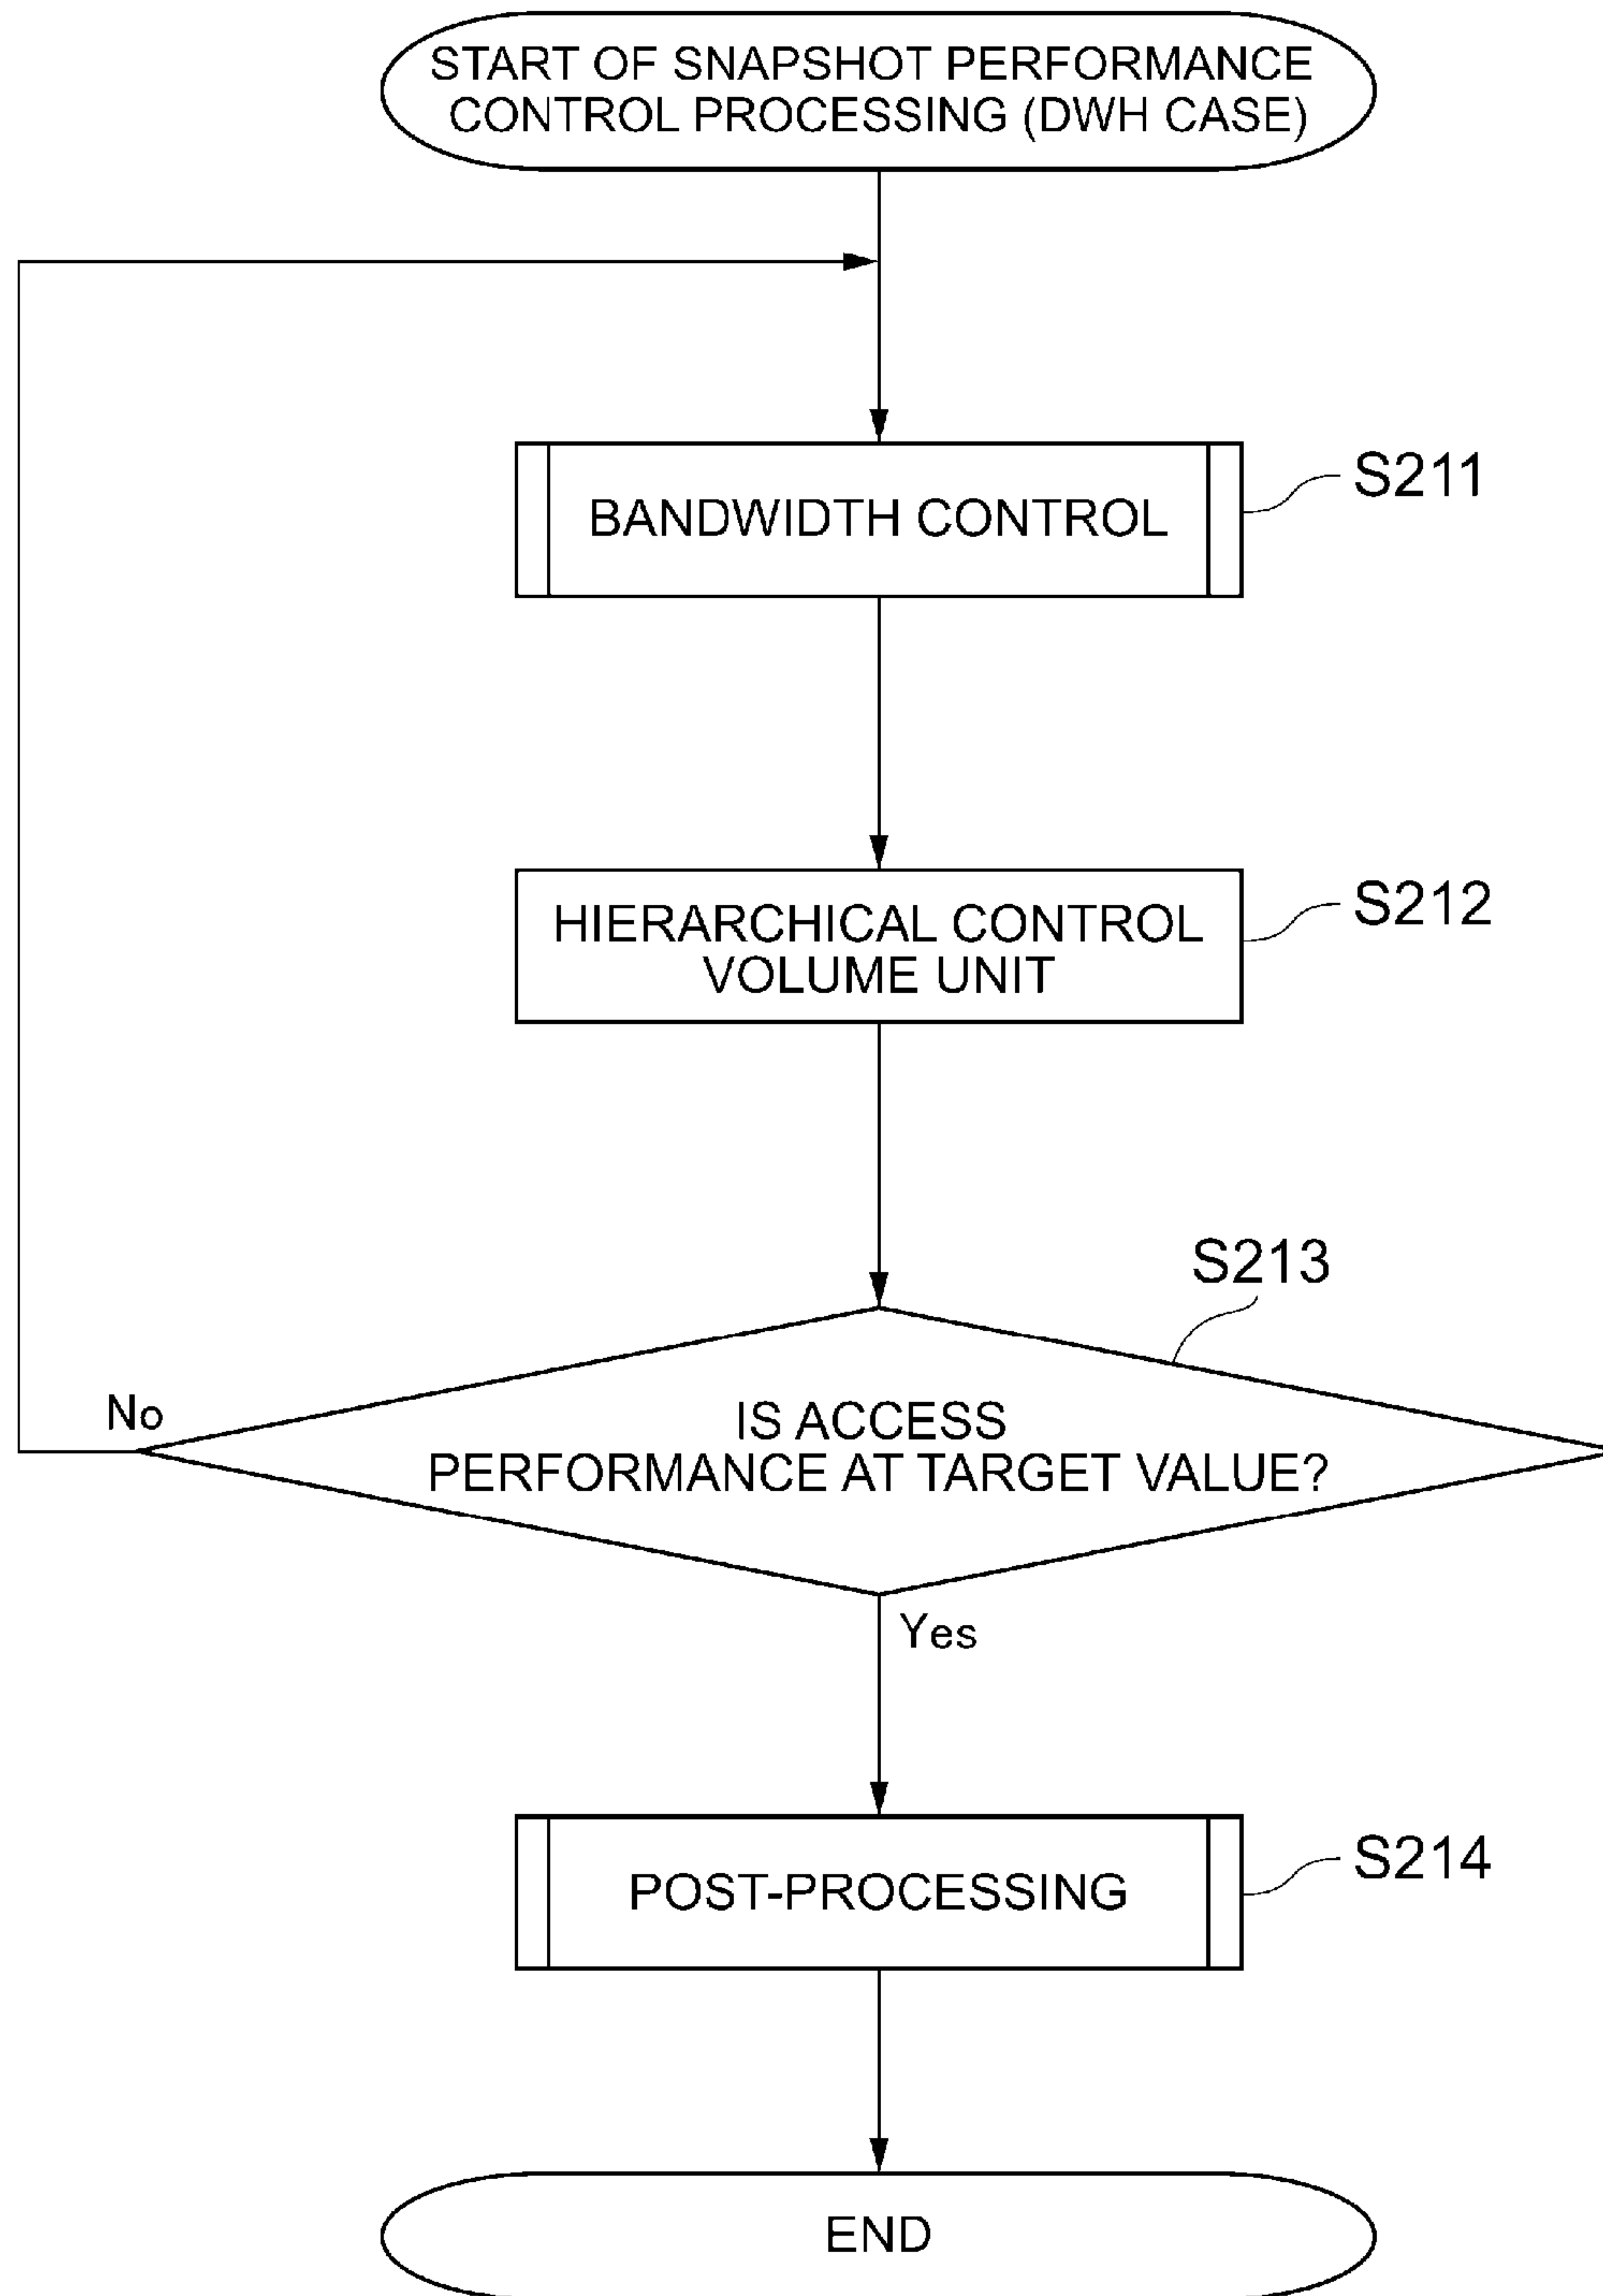 START OF SNAPSHOT PERFORMANCE
CONTROL PROCESSING (DWH CASE)
BANDWIDTH CONTROL
S211
HIERARCHICAL CONTROL
VOLUME UNIT
S212
S213
No
IS ACCESS
PERFORMANCE AT TARGET VALUE?
Yes
POST-PROCESSING
S214
END